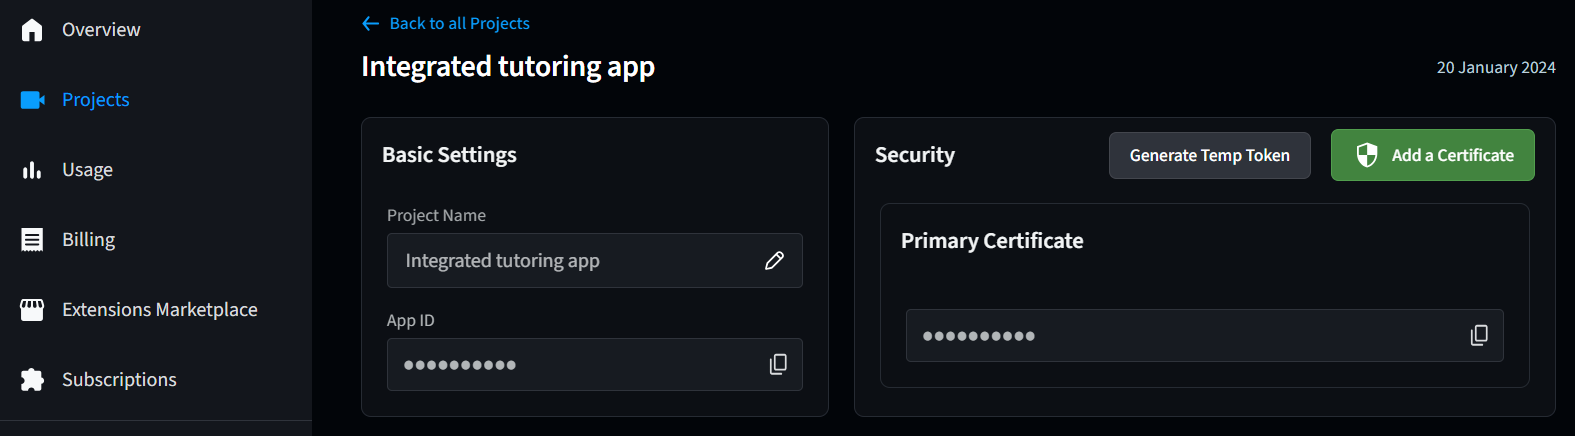 Overview
Projects
Usage
Billing
Extensions Marketplace
Subscriptions
Back to all Projects
Integrated tutoring app
20 January 2024
Basic Settings
Project Name
Integrated tutoring app
App ID
●●●●●●●●●●
Security
Generate Temp Token
Add a Certificate
Primary Certificate
●●●●●●●●●●